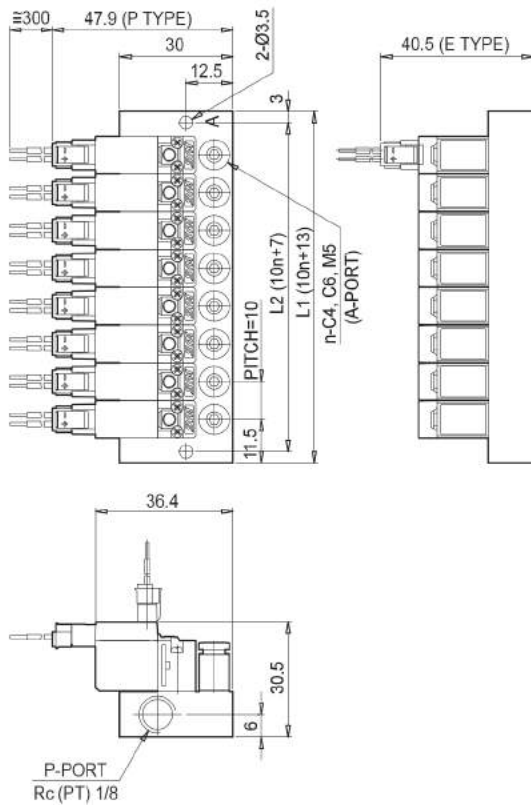 ≅300
47.9 (P TYPE)
30
12.5
2-Ø3.5
3
40.5 (E TYPE)
A
L2 (10n+7)
L1 (10n+13)
n-C4, C6, M5
(A-PORT)
PITCH=10
11.5
36.4
30.5
6
P-PORT
Rc (PT) 1/8